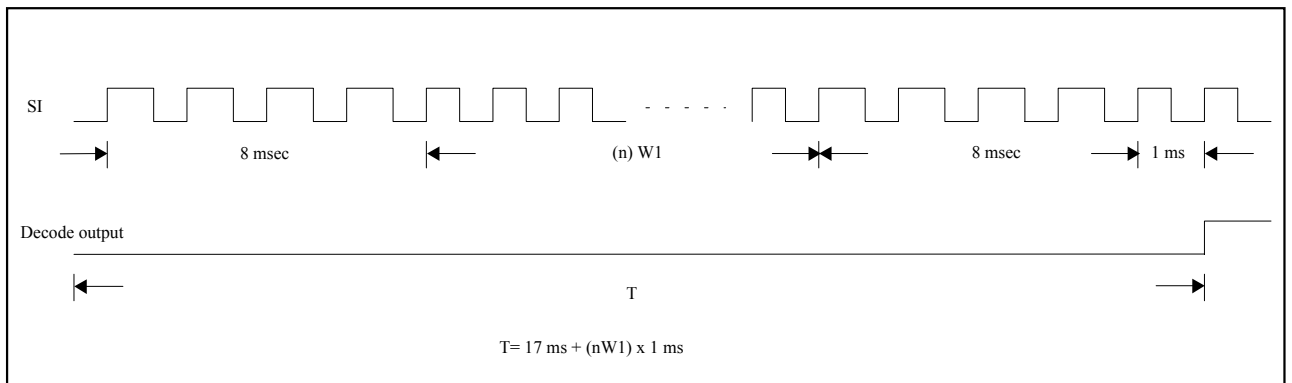 SI
8 msec (n) W1 8 msec 1 ms
Decode output
T
T= 17 ms + (nW1) x 1 ms